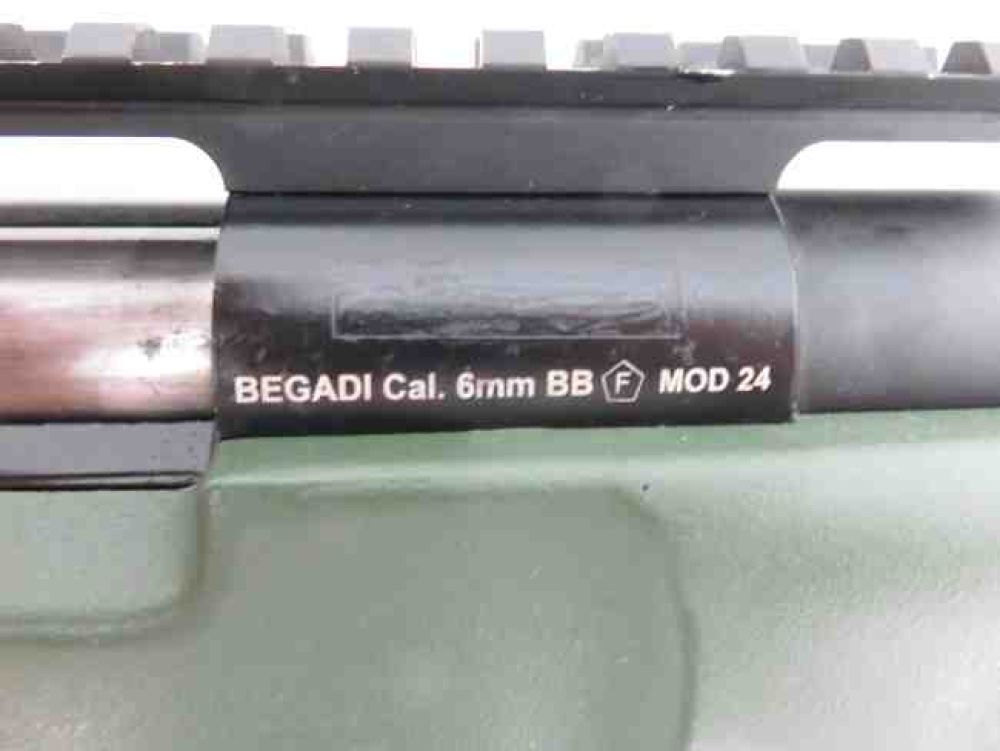 BEGADI Cal. 6mm BB F MOD 24